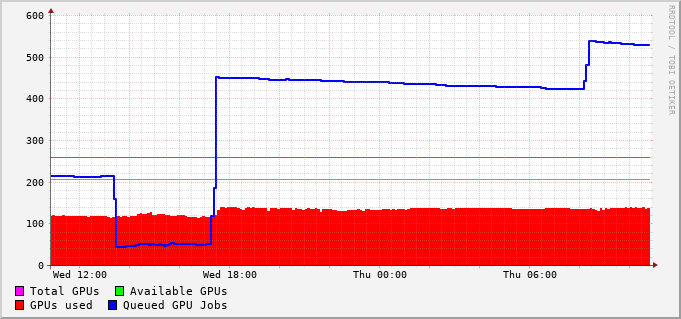 600
500
400
300
200
100
0
Wed 12:00 Wed 18:00 Thu 00:00 Thu 06:00
Total GPUs Available GPUs
GPUs used Queued GPU Jobs
RRDTOOL / TOBI OETIKER